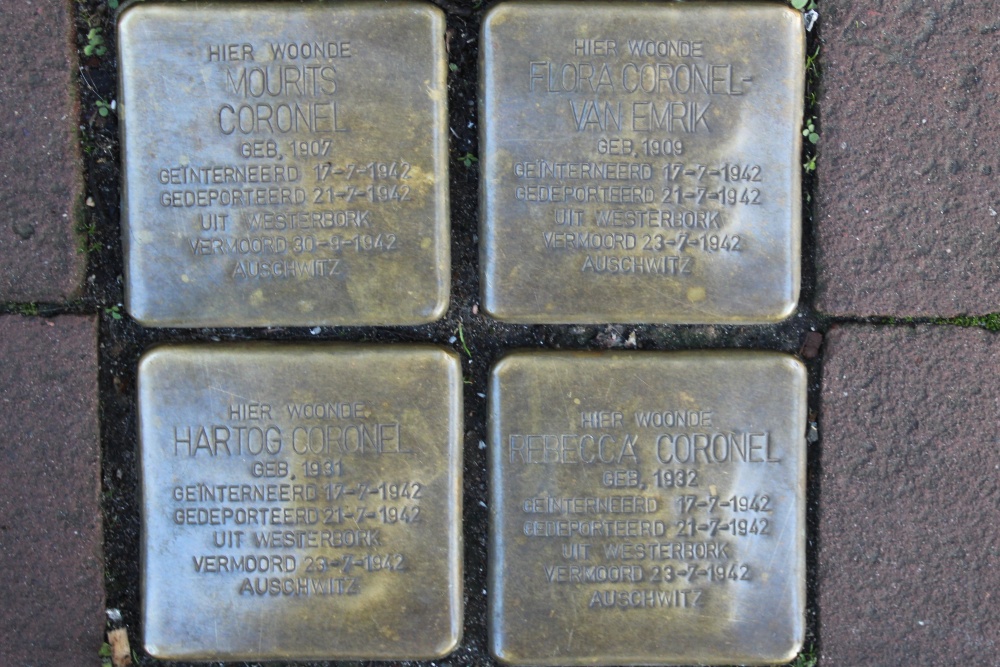 HIER WOONDE
MOURITS
CORONEL
GEB. 1907
GEÏNTERNEERD 17-7-1942
GEDEPORTEERD 21-7-1942
UIT WESTERBORK
VERMOORD 30-9-1942
AUSCHWITZ
HIER WOONDE
FLORA CORONEL-
VAN EMRIK
GEB. 1909
GEÏNTERNEERD 17-7-1942
GEDEPORTEERD 21-7-1942
UIT WESTERBORK
VERMOORD 23-7-1942
AUSCHWITZ
HIER WOONDE
HARTOG CORONEL
GEB. 1931
GEÏNTERNEERD 17-7-1942
GEDEPORTEERD 21-7-1942
UIT WESTERBORK
VERMOORD 23-7-1942
AUSCHWITZ
HIER WOONDE
REBECCA CORONEL
GEB. 1932
GEÏNTERNEERD 17-7-1942
GEDEPORTEERD 21-7-1942
UIT WESTERBORK
VERMOORD 23-7-1942
AUSCHWITZ